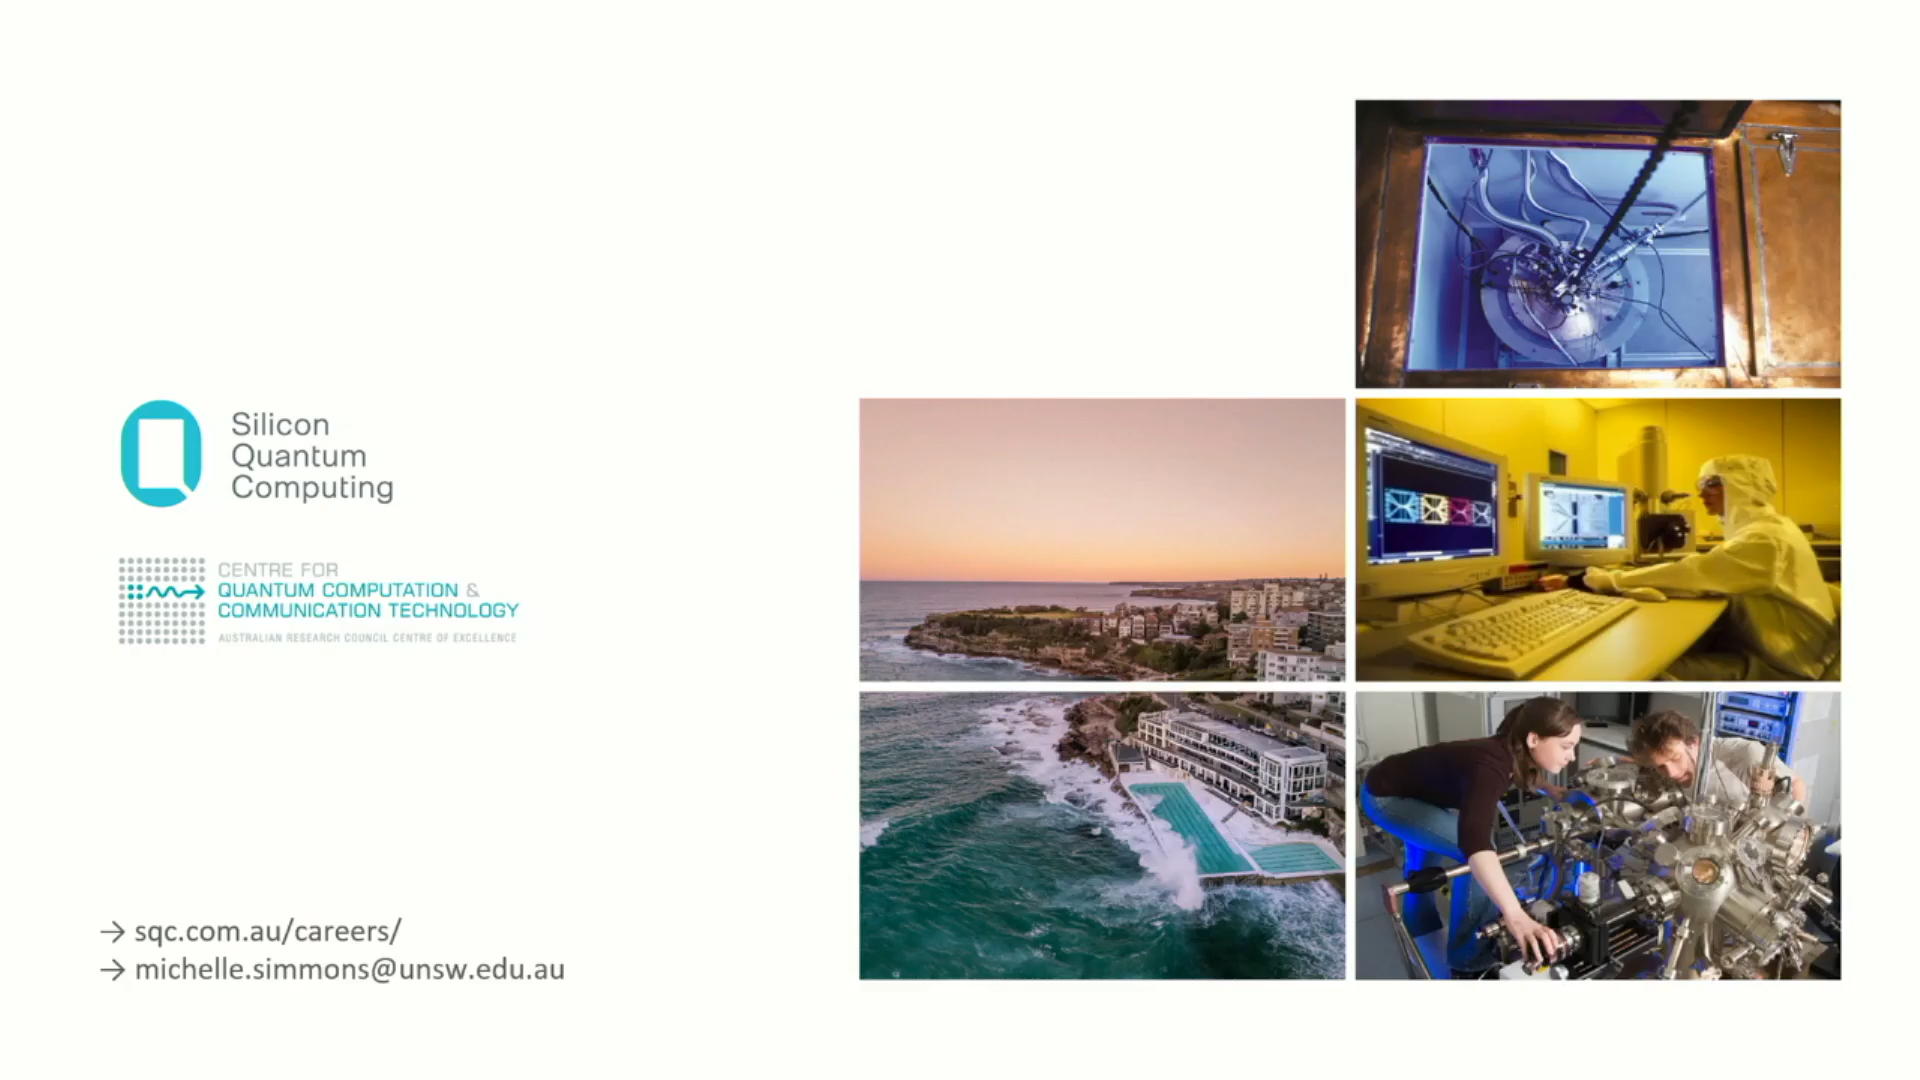 Silicon
Quantum
Computing
CENTRE FOR
QUANTUM COMPUTATION &
COMMUNICATION TECHNOLOGY
AUSTRALIAN RESEARCH COUNCIL CENTRE OF EXCELLENCE
→ sqc.com.au/careers/
→ michelle.simmons@unsw.edu.au